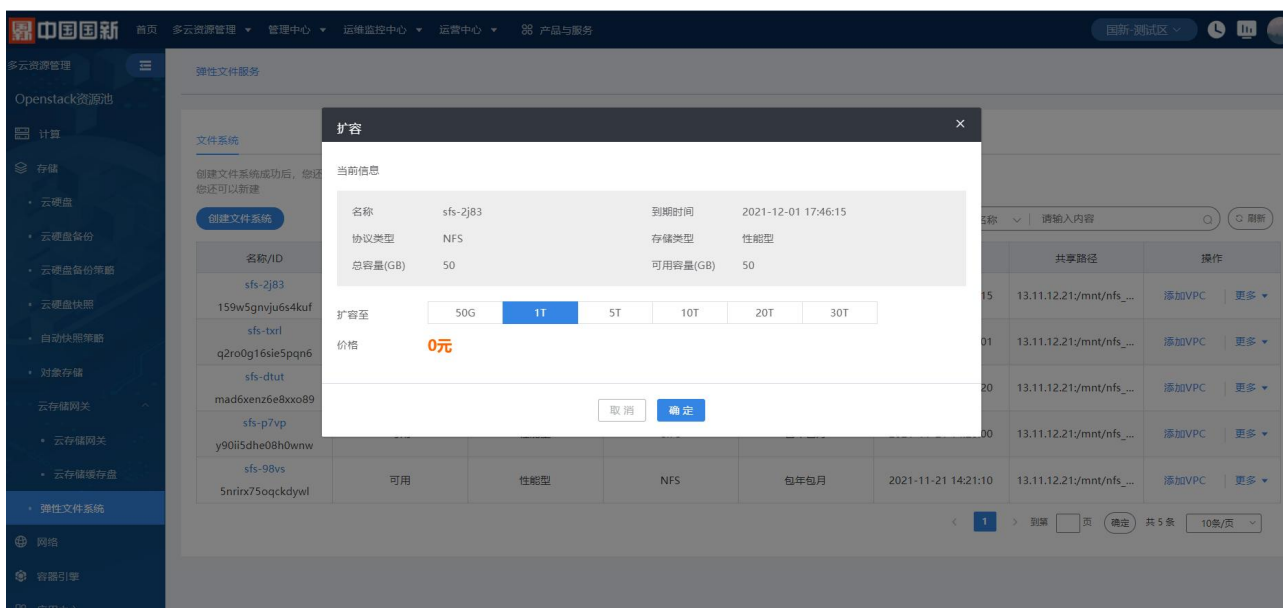 中国国新 首页 多云资源管理 管理中心 运维监控中心 运营中心 产品与服务 国新-测试区
多云资源管理
弹性文件服务
Openstack资源池
计算
存储
云硬盘
云硬盘备份
云硬盘备份策略
云硬盘快照
自动快照策略
对象存储
云存储网关
云存储网关
云存储缓存盘
弹性文件系统
网络
容器引擎
文件系统
创建文件系统成功后，您还
您还可以新建
创建文件系统
名称 请输入内容 刷新
扩容 ×
当前信息
名称 sfs-2j83 到期时间 2021-12-01 17:46:15
协议类型 NFS 存储类型 性能型
总容量(GB) 50 可用容量(GB) 50
扩容至 50G 1T 5T 10T 20T 30T
价格 0元
取消 确定
名称/ID 共享路径 操作
sfs-2j83
159w5gnvju6s4kuf 15 13.11.12.21:/mnt/nfs_... 添加VPC 更多
sfs-txrl
q2ro0g16sie5pqn6 01 13.11.12.21:/mnt/nfs_... 添加VPC 更多
sfs-dtut
mad6xenz6e8xxo89 20 13.11.12.21:/mnt/nfs_... 添加VPC 更多
sfs-p7vp
y90ii5dhe08h0wnw 00 13.11.12.21:/mnt/nfs_... 添加VPC 更多
sfs-98vs
5nrirx75oqckdywl 可用 性能型 NFS 包年包月 2021-11-21 14:21:10 13.11.12.21:/mnt/nfs_... 添加VPC 更多
< 1 > 到第 页 确定 共 5 条 10条/页